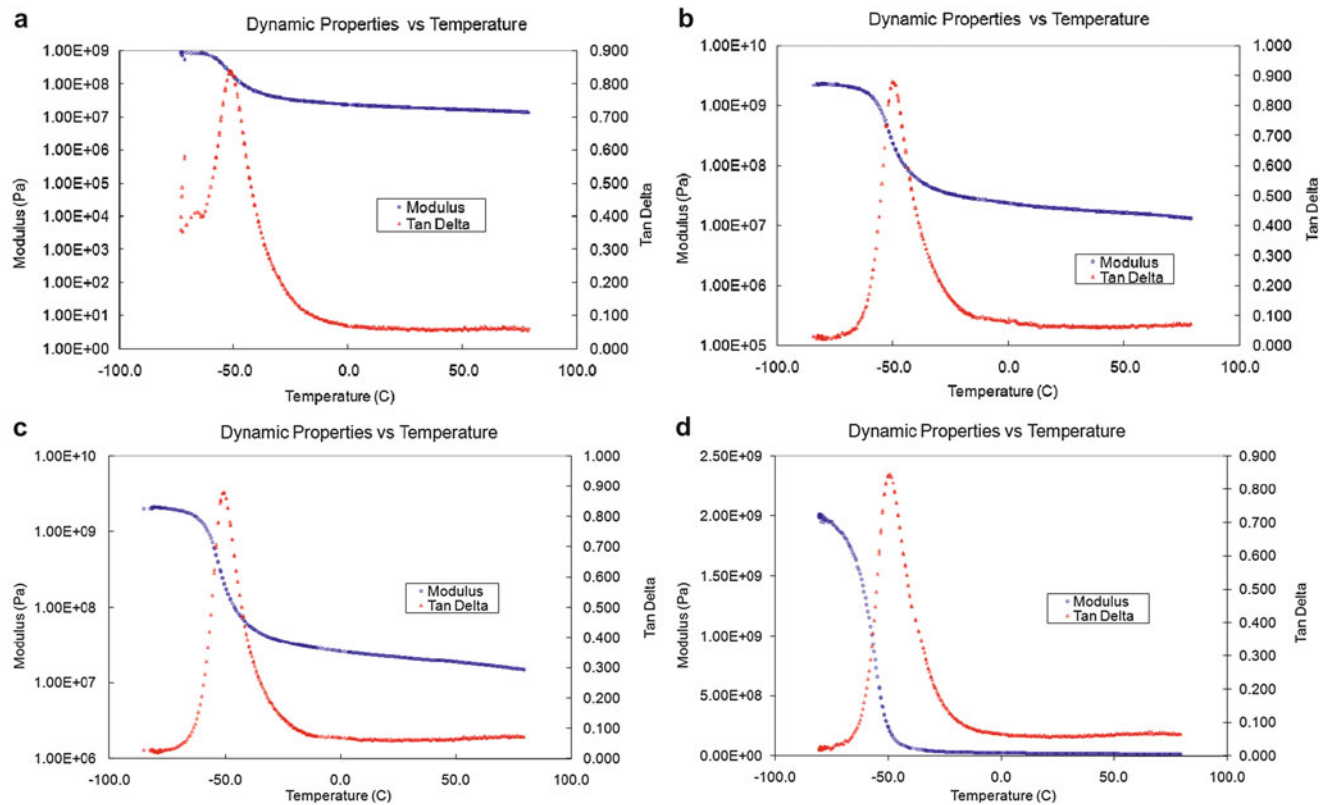 a
Dynamic Properties vs Temperature
1.00E+09
1.00E+08
1.00E+07
1.00E+06
1.00E+05
1.00E+04
1.00E+03
1.00E+02
1.00E+01
1.00E+00
Modulus (Pa)
0.900
0.800
0.700
0.600
0.500
0.400
0.300
0.200
0.100
0.000
Tan Delta
Modulus
Tan Delta
-100.0 -50.0 0.0 50.0 100.0
Temperature (C)
b
Dynamic Properties vs Temperature
1.00E+10
1.00E+09
1.00E+08
1.00E+07
1.00E+06
1.00E+05
Modulus (Pa)
1.000
0.900
0.800
0.700
0.600
0.500
0.400
0.300
0.200
0.100
0.000
Tan Delta
Modulus
Tan Delta
-100.0 -50.0 0.0 50.0 100.0
Temperature (C)
c
Dynamic Properties vs Temperature
1.00E+10
1.00E+09
1.00E+08
1.00E+07
1.00E+06
Modulus (Pa)
1.000
0.900
0.800
0.700
0.600
0.500
0.400
0.300
0.200
0.100
0.000
Tan Delta
Modulus
Tan Delta
-100.0 -50.0 0.0 50.0 100.0
Temperature (C)
d
Dynamic Properties vs Temperature
2.50E+09
2.00E+09
1.50E+09
1.00E+09
5.00E+08
0.00E+00
Modulus (Pa)
0.900
0.800
0.700
0.600
0.500
0.400
0.300
0.200
0.100
0.000
Tan Delta
Modulus
Tan Delta
-100.0 -50.0 0.0 50.0 100.0
Temperature (C)